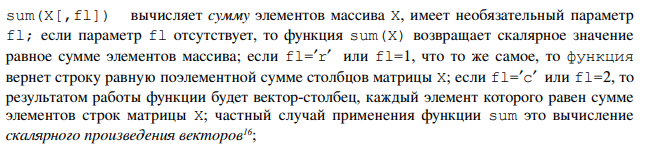 sum(X[,fl]) вычисляет сумму элементов массива X, имеет необязательный параметр
fl; если параметр fl отсутствует, то функция sum(X) возвращает скалярное значение
равное сумме элементов массива; если fl=′r′ или fl=1, что то же самое, то функция
вернет строку равную поэлементной сумме столбцов матрицы X; если fl=′c′ или fl=2, то
результатом работы функции будет вектор-столбец, каждый элемент которого равен сумме
элементов строк матрицы X; частный случай применения функции sum это вычисление
скалярного произведения векторов16;